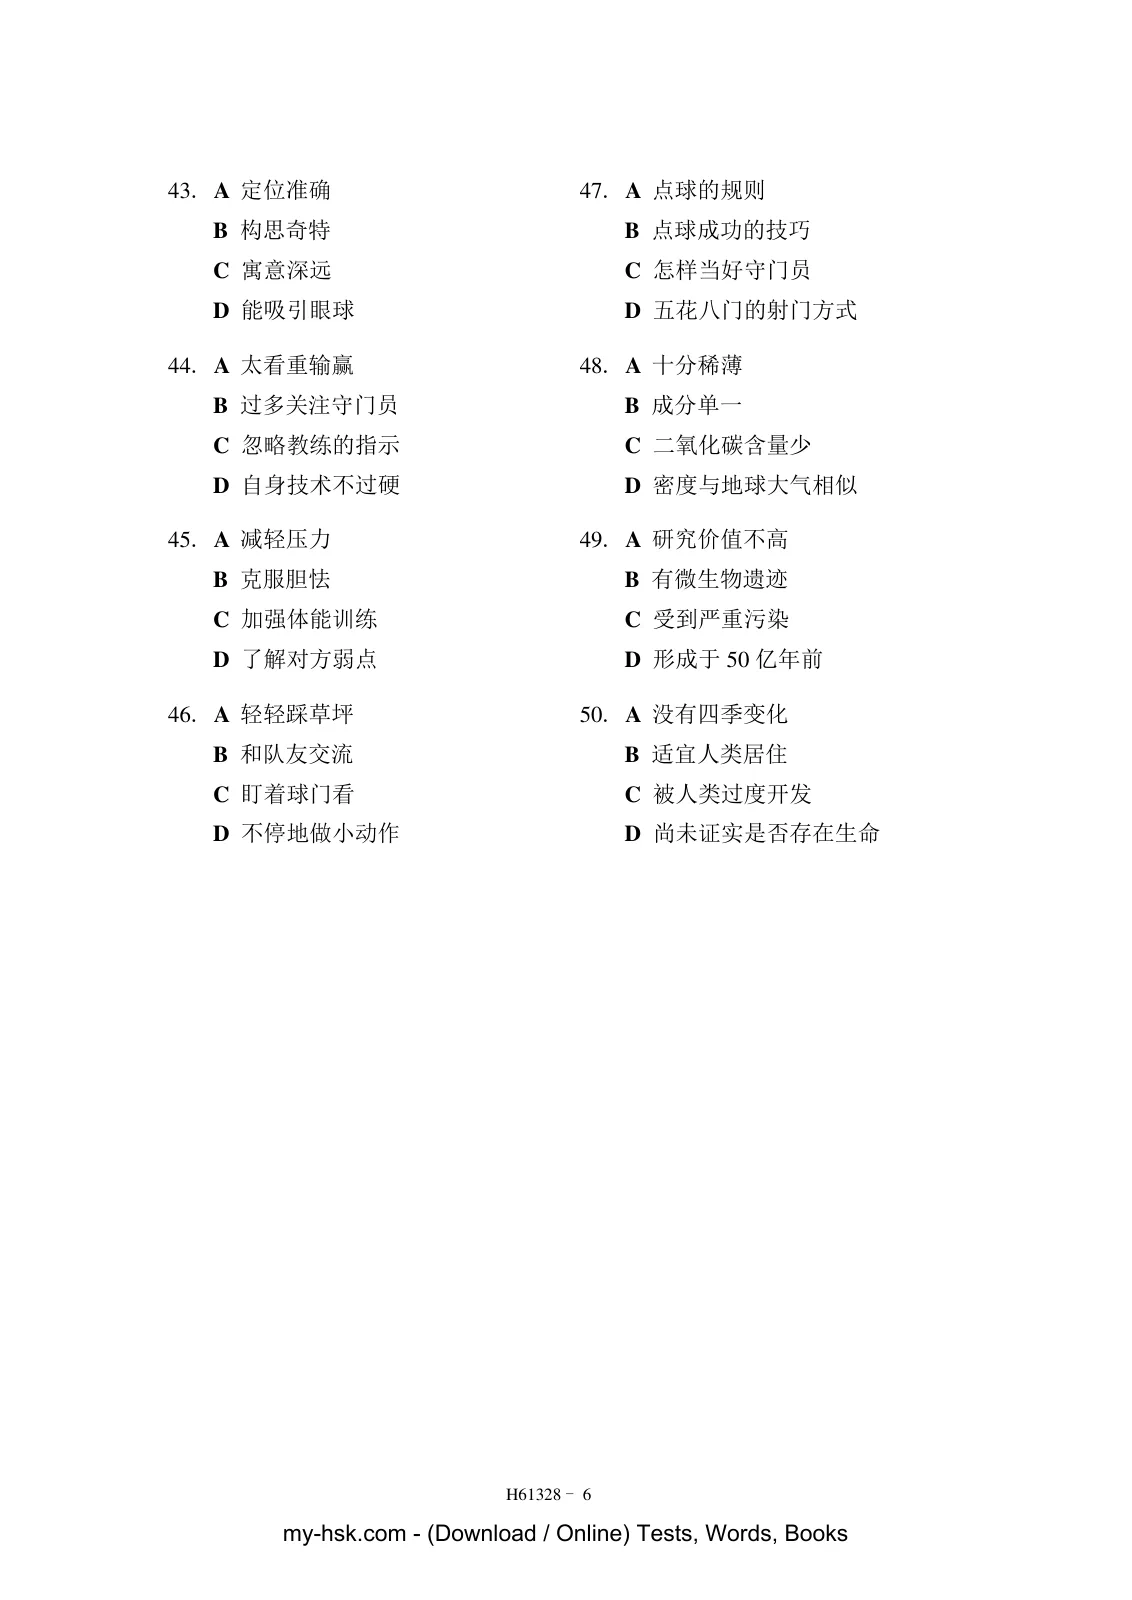 43. A 定位准确
B 构思奇特
C 寓意深远
D 能吸引眼球
44. A 太看重输赢
B 过多关注守门员
C 忽略教练的指示
D 自身技术不过硬
45. A 减轻压力
B 克服胆怯
C 加强体能训练
D 了解对方弱点
46. A 轻轻踩草坪
B 和队友交流
C 盯着球门看
D 不停地做小动作
47. A 点球的规则
B 点球成功的技巧
C 怎样当好守门员
D 五花八门的射门方式
48. A 十分稀薄
B 成分单一
C 二氧化碳含量少
D 密度与地球大气相似
49. A 研究价值不高
B 有微生物遗迹
C 受到严重污染
D 形成于 50 亿年前
50. A 没有四季变化
B 适宜人类居住
C 被人类过度开发
D 尚未证实是否存在生命
H61328－ 6
my-hsk.com - (Download / Online) Tests, Words, Books